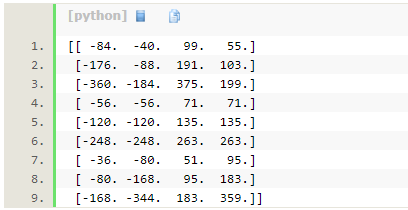 [python]
1. [[ -84.  -40.   99.   55.]
2.  [-176.  -88.  191.  103.]
3.  [-360. -184.  375.  199.]
4.  [ -56.  -56.   71.   71.]
5.  [-120. -120.  135.  135.]
6.  [-248. -248.  263.  263.]
7.  [ -36.  -80.   51.   95.]
8.  [ -80. -168.   95.  183.]
9.  [-168. -344.  183.  359.]]